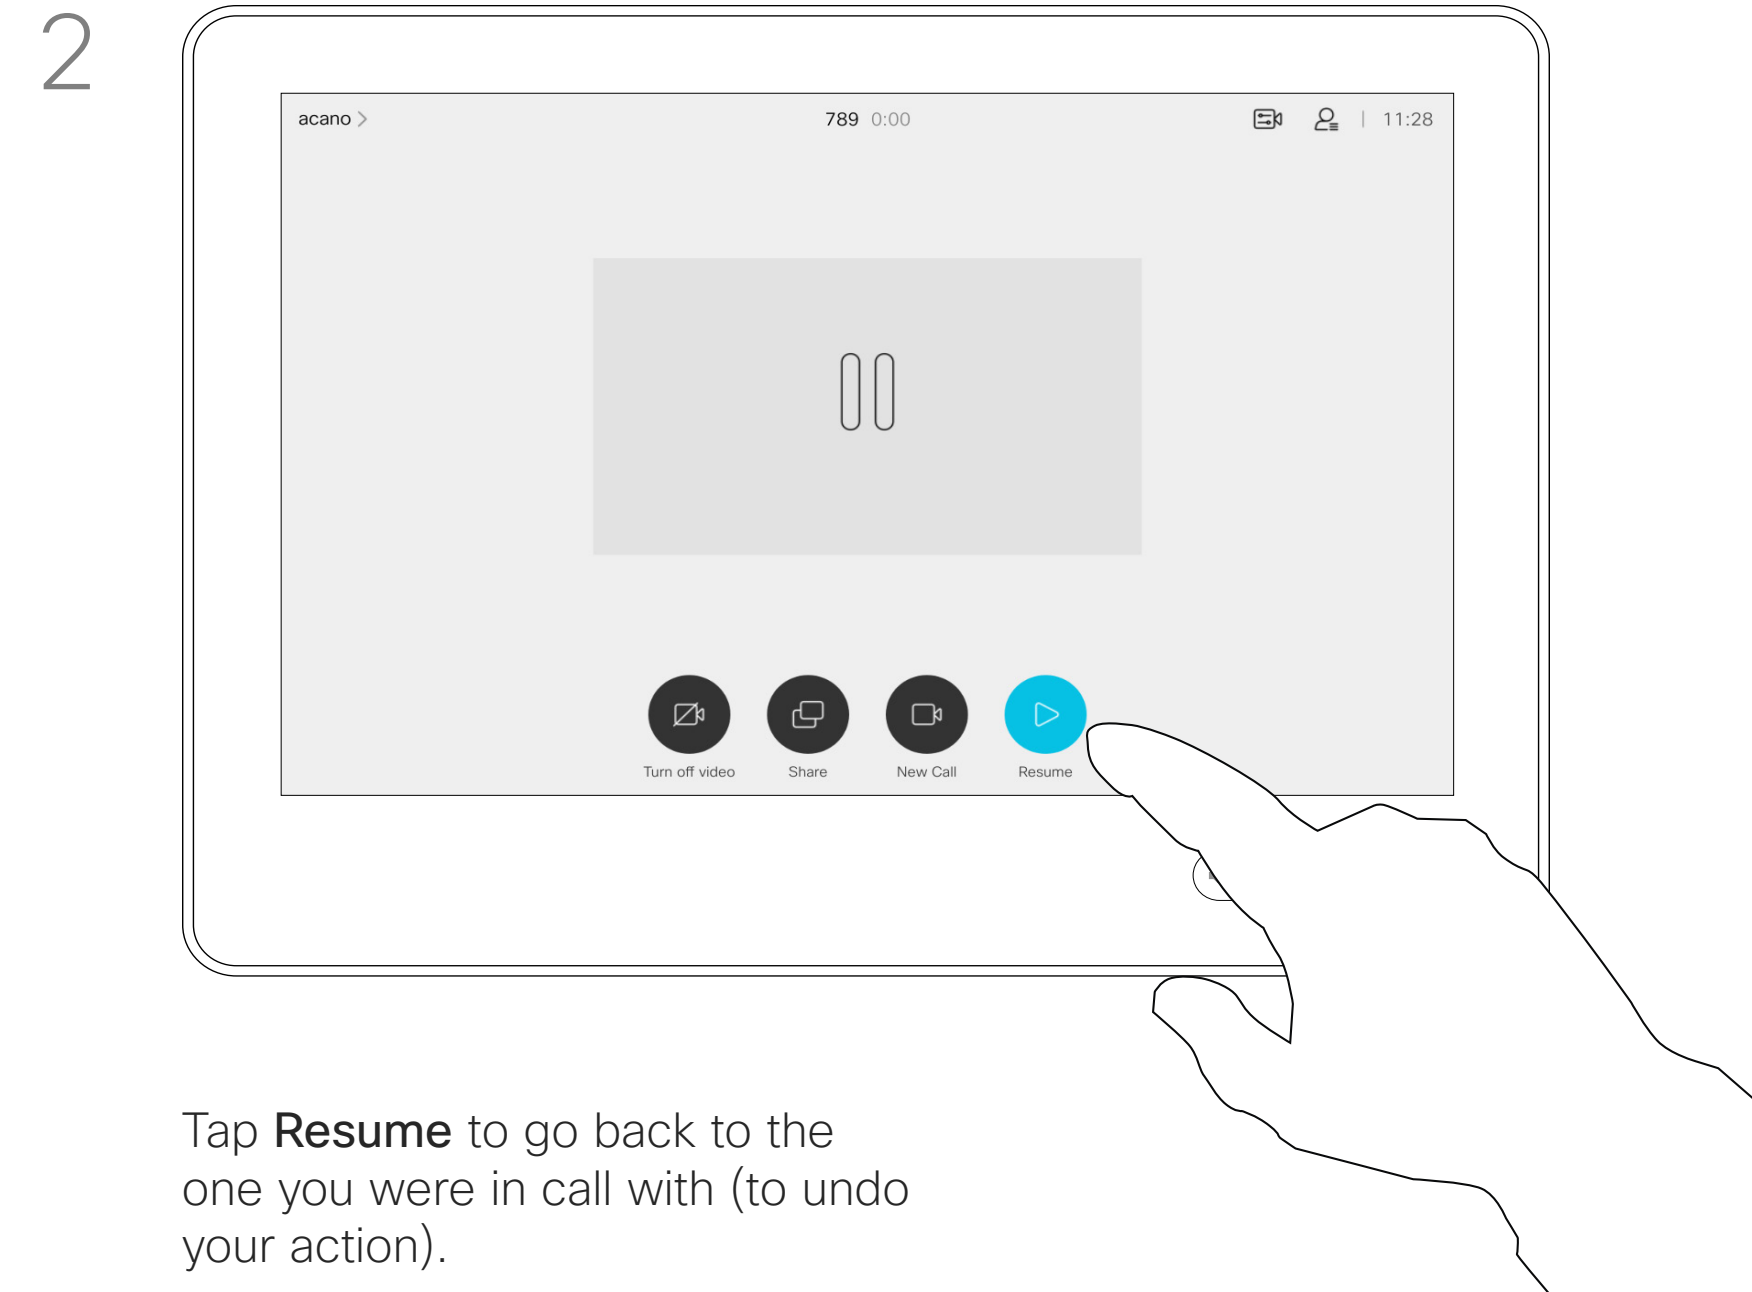 2
acano
789 0:00
11:28
Turn off video
Share
New Call
Resume
Tap Resume to go back to the
one you were in call with (to undo
your action).